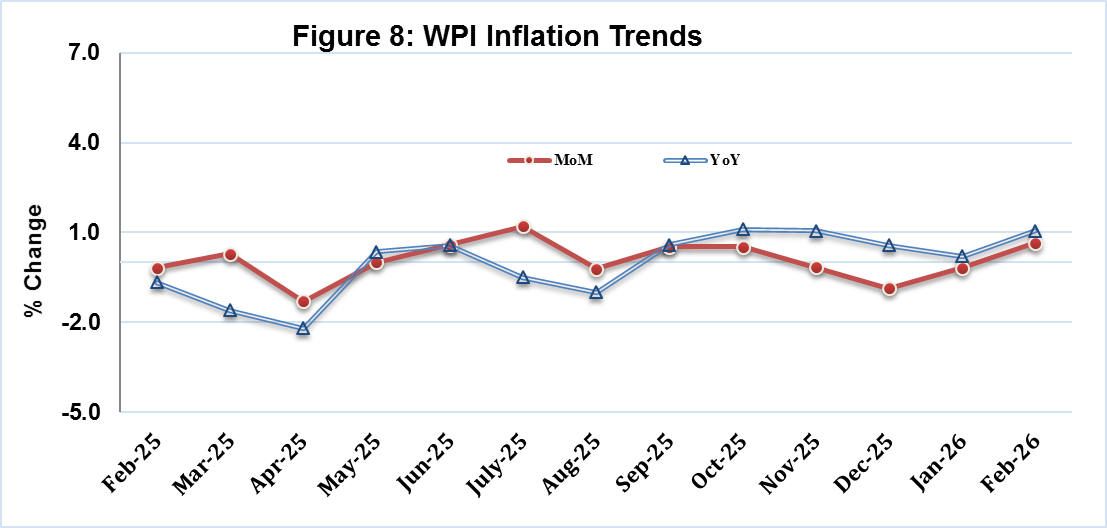 Figure 8: WPI Inflation Trends
7.0
4.0
1.0
-2.0
-5.0
% Change
MoM
YoY
Feb-25
Mar-25
Apr-25
May-25
Jun-25
July-25
Aug-25
Sep-25
Oct-25
Nov-25
Dec-25
Jan-26
Feb-26